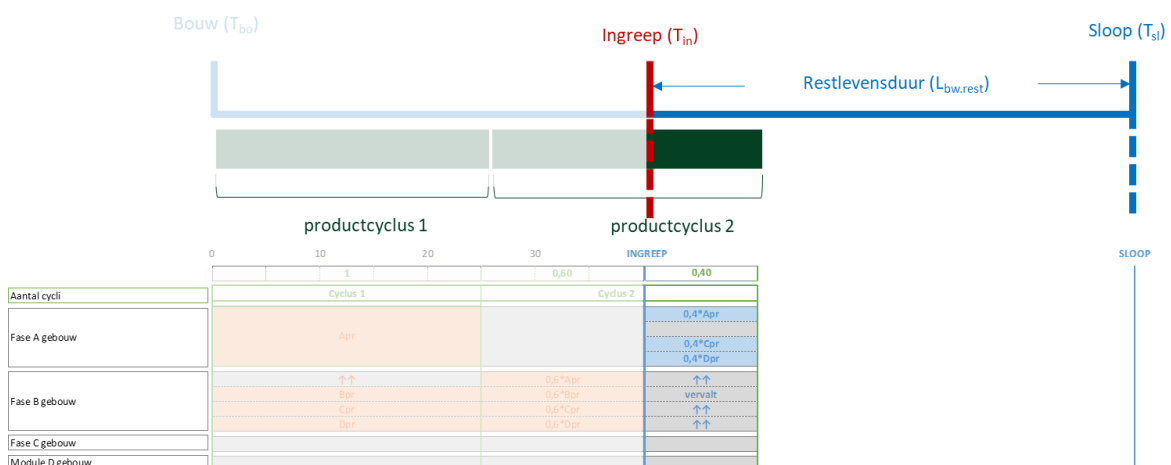 Bouw (Tbo)
Ingreep (Tin)
Sloop (Tsl)
Restlevensduur (Lbw.rest)
productcyclus 1
productcyclus 2
0 10 20 30 INGREEP SLOOP
1 0,60 0,40
Aantal cycli Cyclus 1 Cyclus 2
0,4*Apr
Fase A gebouw Apr
0,4*Cpr
0,4*Dpr
↑↑ 0,6*Apr ↑↑
Bpr 0,6*Bpr vervalt
Fase B gebouw
Cpr 0,6*Cpr ↑↑
Dpr 0,6*Dpr ↑↑
Fase C gebouw
Module D gebouw